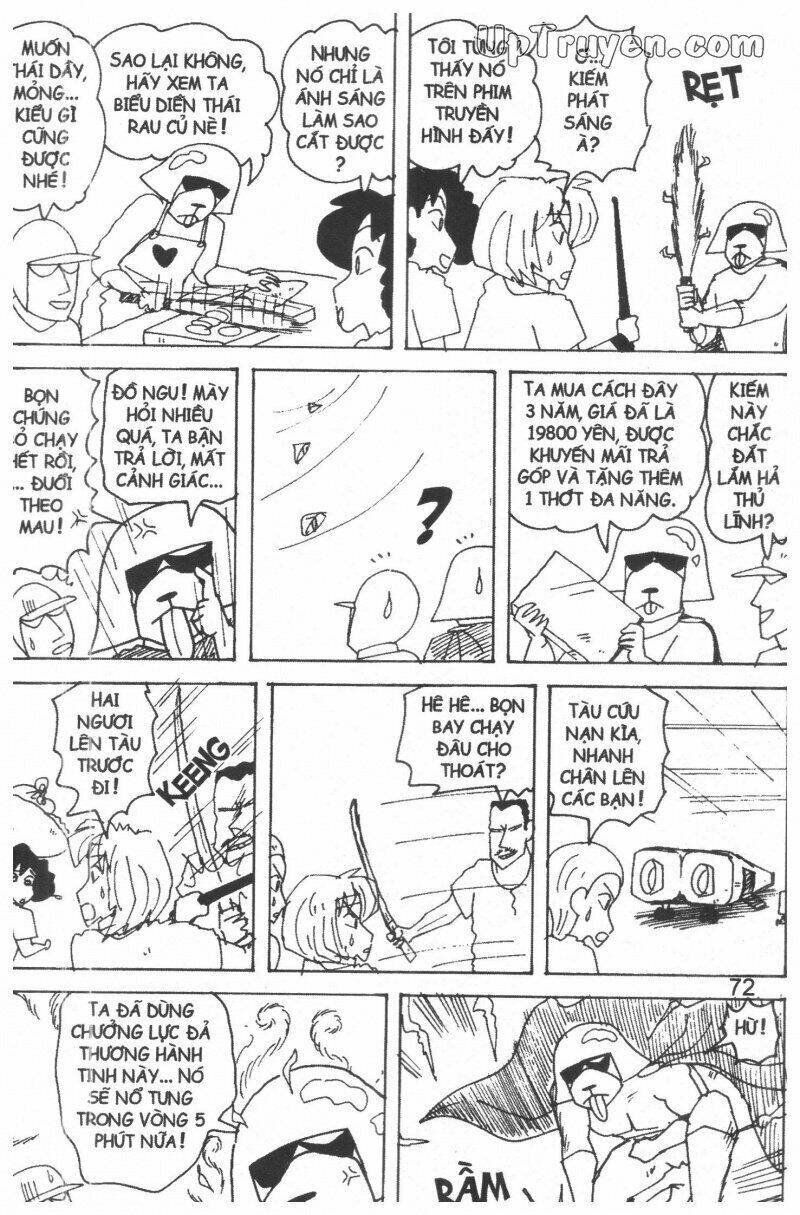 UpTruyen.com
Ồ...
KIẾM
PHÁT
SÁNG
À?
RẸT
TÔI TỪNG
THẤY NÓ
TRÊN PHIM
TRUYỀN
HÌNH ĐẤY!
NHƯNG
NÓ CHỈ LÀ
ÁNH SÁNG
LÀM SAO
CẮT ĐƯỢC
?
SAO LẠI KHÔNG,
HÃY XEM TA
BIỂU DIỄN THÁI
RAU CỦ NÈ!
MUỐN
THÁI DẦY,
MỎNG...
KIỂU GÌ
CŨNG
ĐƯỢC
NHÉ!
KIẾM
NÀY
CHẮC
ĐẮT
LẮM HẢ
THỦ
LĨNH?
TA MUA CÁCH ĐÂY
3 NĂM, GIÁ ĐÃ LÀ
19800 YÊN, ĐƯỢC
KHUYẾN MÃI TRẢ
GÓP VÀ TẶNG THÊM
1 THỚT ĐA NĂNG.
?
ĐỒ NGU! MÀY
HỎI NHIỀU
QUÁ, TA BẬN
TRẢ LỜI, MẤT
CẢNH GIÁC...
BỌN
CHÚNG
BỎ CHẠY
HẾT RỒI,
... ĐUỔI
THEO
MAU!
TÀU CỨU
NẠN KÌA,
NHANH
CHÂN LÊN
CÁC BẠN!
HÊ HÊ... BỌN
BAY CHẠY
ĐÂU CHO
THOÁT?
HAI
NGƯƠI
LÊN TÀU
TRƯỚC
ĐI!
KEENG
72
HỪ!
RẦM
TA ĐÃ DÙNG
CHƯỞNG LỰC ĐẢ
THƯƠNG HÀNH
TINH NÀY... NÓ
SẼ NỔ TUNG
TRONG VÒNG 5
PHÚT NỮA!